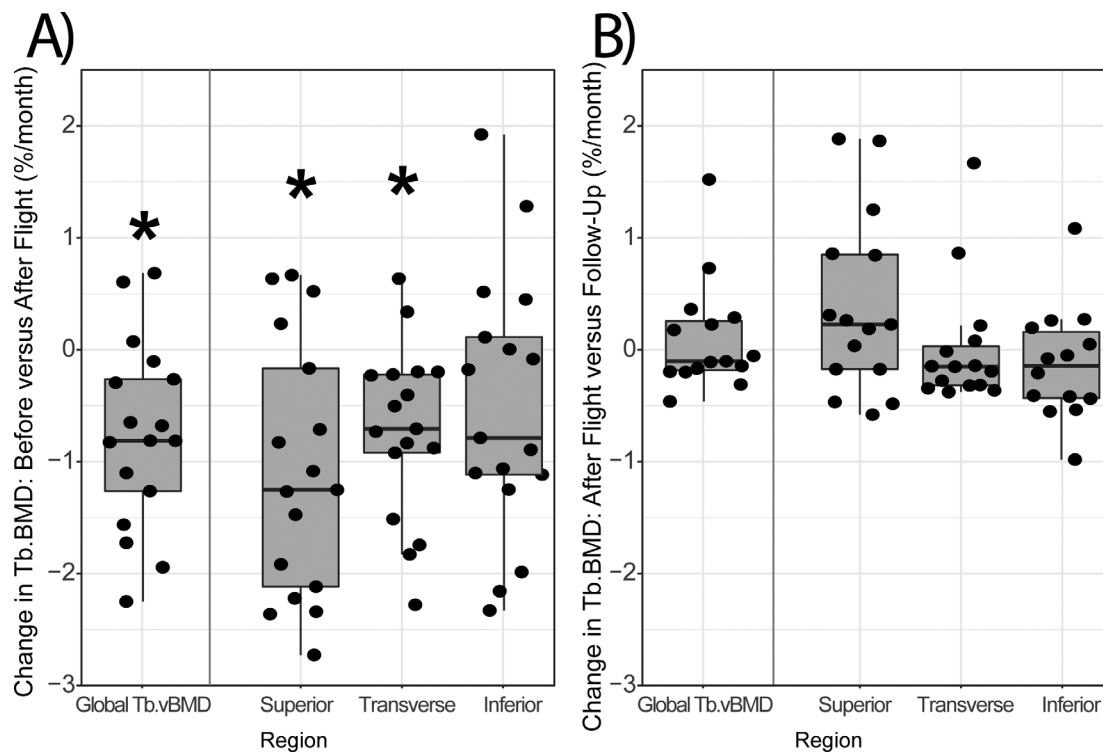 A)
Change in Tb.BMD: Before versus After Flight (%/month)
2
1
0
−1
−2
−3
*
*
*
Global Tb.vBMD
Superior
Transverse
Inferior
Region
B)
Change in Tb.BMD: After Flight versus Follow-Up (%/month)
2
1
0
−1
−2
−3
Global Tb.vBMD
Superior
Transverse
Inferior
Region